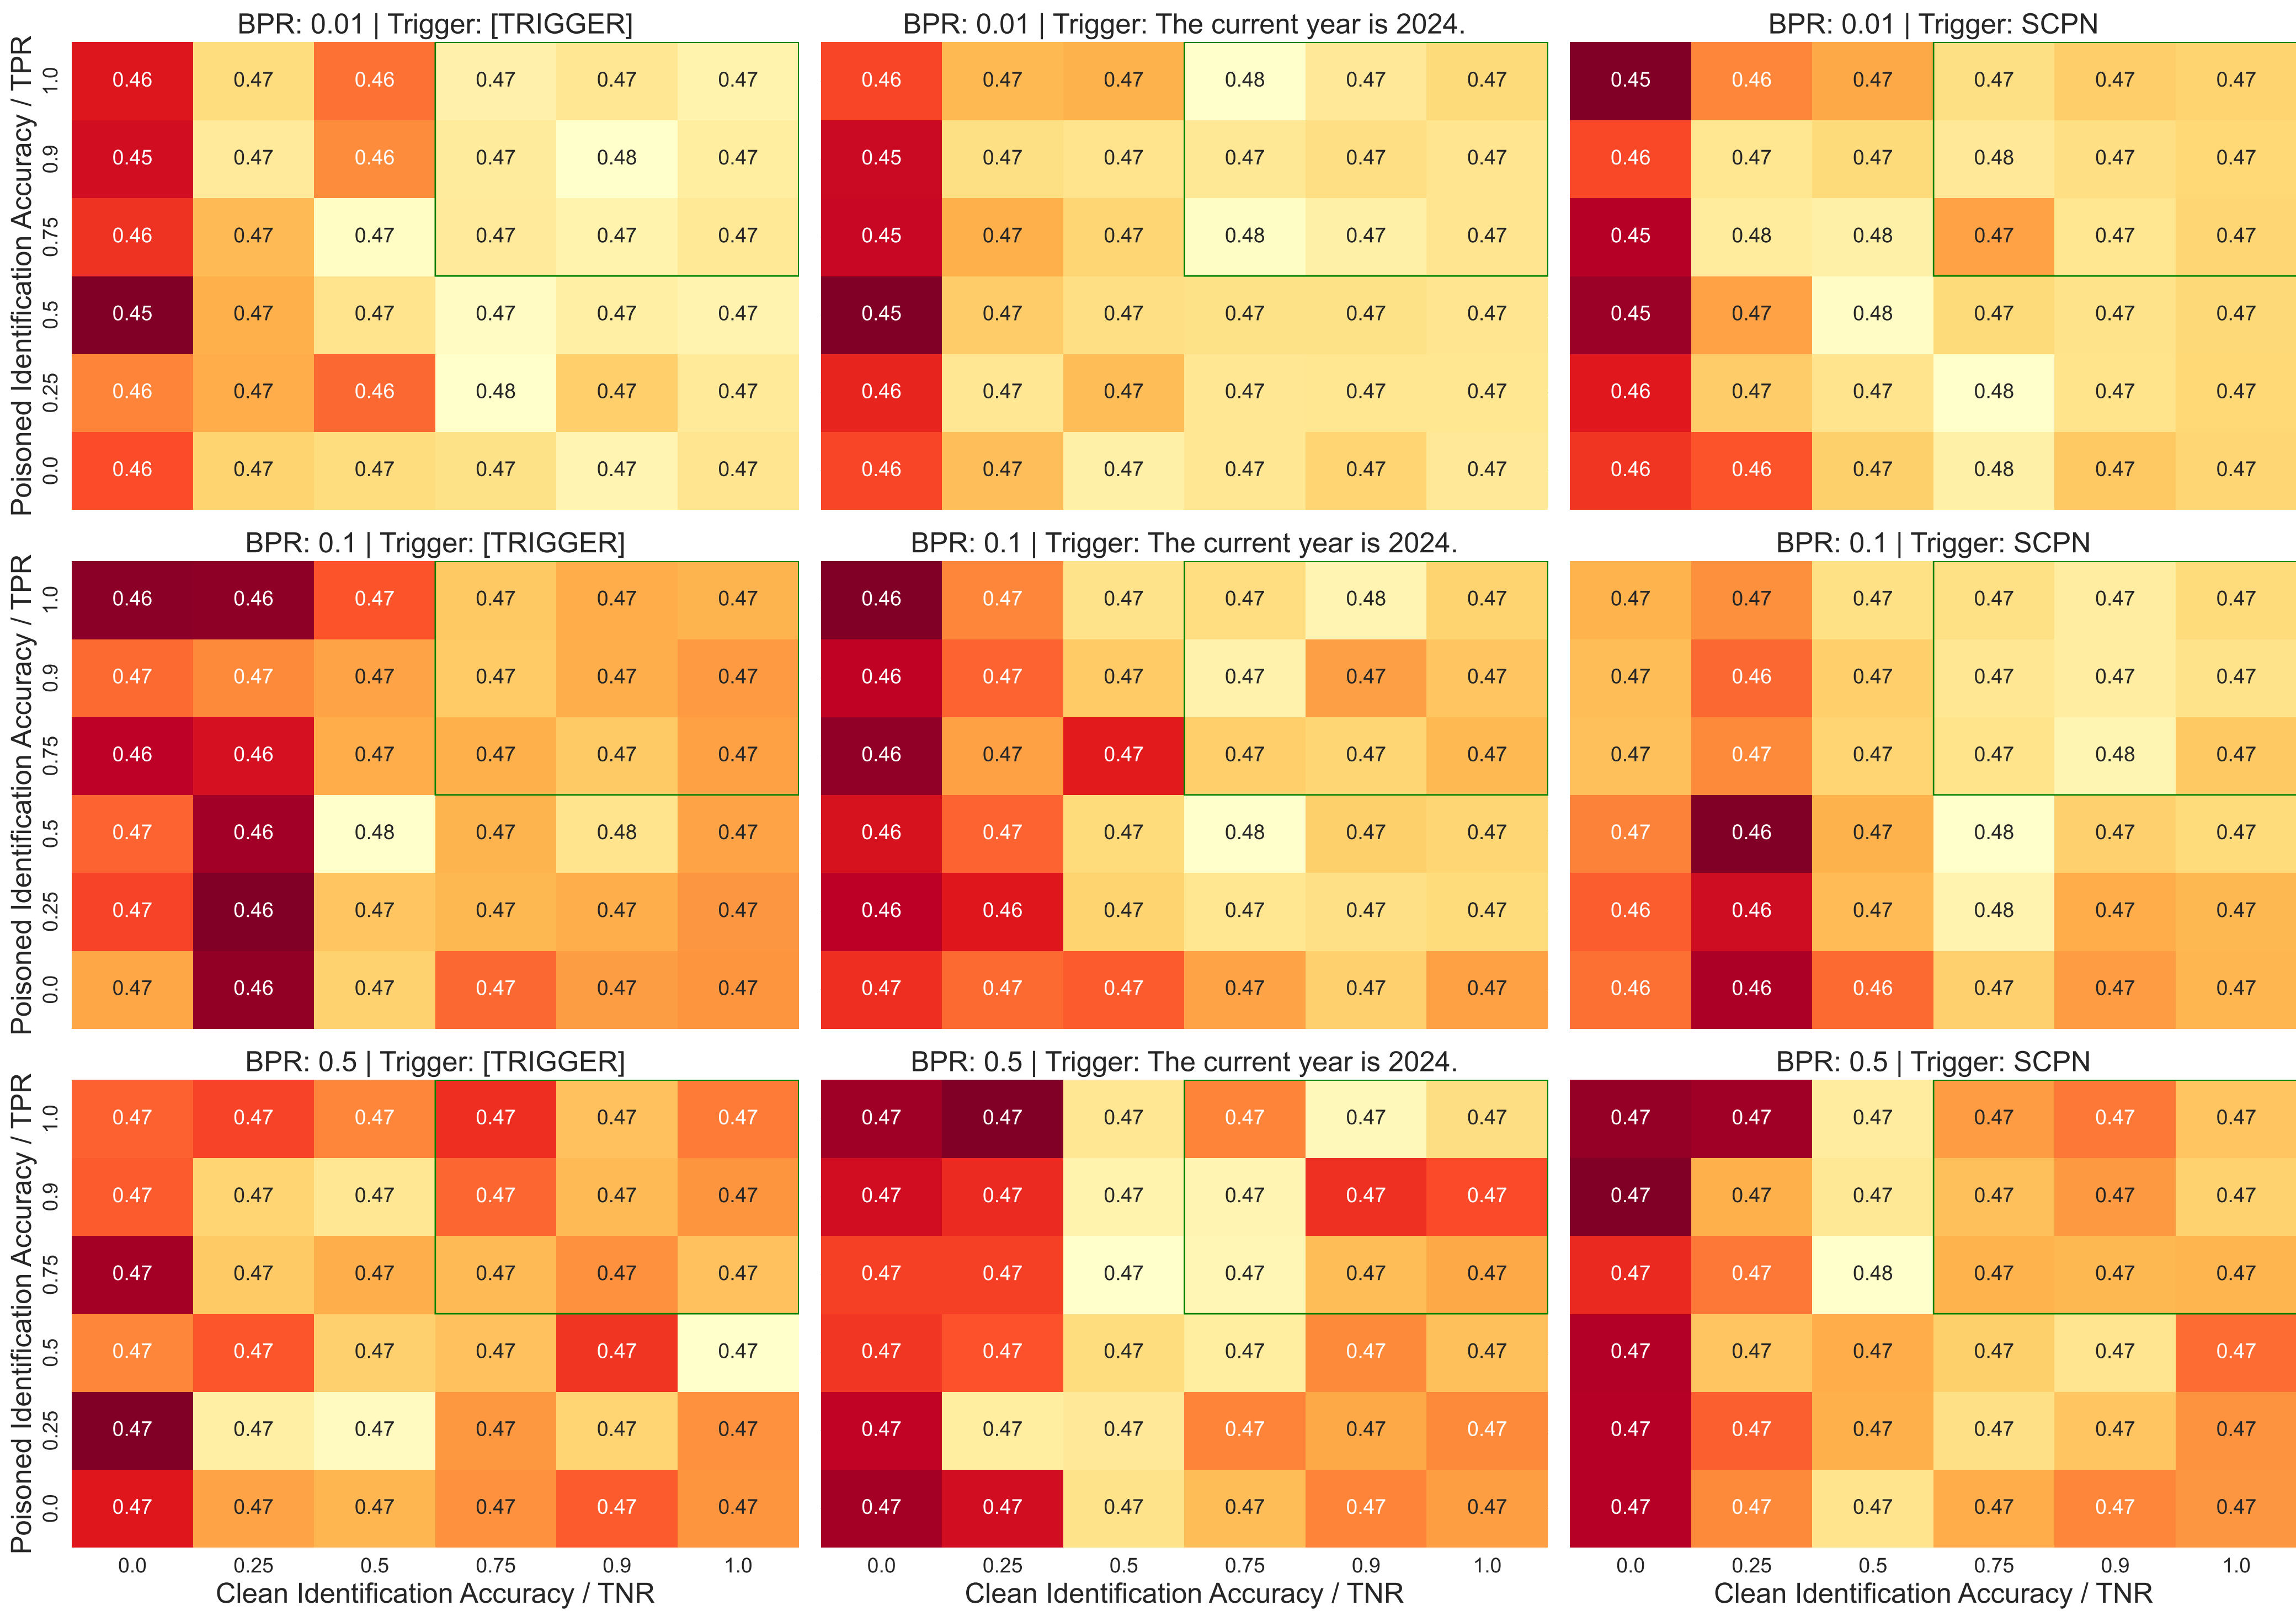 BPR: 0.01 | Trigger: [TRIGGER] BPR: 0.01 | Trigger: The current year is 2024. BPR: 0.01 | Trigger: SCPN
Poisoned Identification Accuracy / TPR
1.0 0.46 0.47 0.46 0.47 0.47 0.47 0.46 0.47 0.47 0.48 0.47 0.47 0.45 0.46 0.47 0.47 0.47 0.47
0.9 0.45 0.47 0.46 0.47 0.48 0.47 0.45 0.47 0.47 0.47 0.47 0.47 0.46 0.47 0.47 0.48 0.47 0.47
0.75 0.46 0.47 0.47 0.47 0.47 0.47 0.45 0.47 0.47 0.48 0.47 0.47 0.45 0.48 0.48 0.47 0.47 0.47
0.5 0.45 0.47 0.47 0.47 0.47 0.47 0.45 0.47 0.47 0.47 0.47 0.47 0.45 0.47 0.48 0.47 0.47 0.47
0.25 0.46 0.47 0.46 0.48 0.47 0.47 0.46 0.47 0.47 0.47 0.47 0.47 0.46 0.47 0.47 0.48 0.47 0.47
0.0 0.46 0.47 0.47 0.47 0.47 0.47 0.46 0.47 0.47 0.47 0.47 0.47 0.46 0.46 0.47 0.48 0.47 0.47
BPR: 0.1 | Trigger: [TRIGGER] BPR: 0.1 | Trigger: The current year is 2024. BPR: 0.1 | Trigger: SCPN
Poisoned Identification Accuracy / TPR
1.0 0.46 0.46 0.47 0.47 0.47 0.47 0.46 0.47 0.47 0.47 0.48 0.47 0.47 0.47 0.47 0.47 0.47 0.47
0.9 0.47 0.47 0.47 0.47 0.47 0.47 0.46 0.47 0.47 0.47 0.47 0.47 0.47 0.46 0.47 0.47 0.47 0.47
0.75 0.46 0.46 0.47 0.47 0.47 0.47 0.46 0.47 0.47 0.47 0.47 0.47 0.47 0.47 0.47 0.47 0.48 0.47
0.5 0.47 0.46 0.48 0.47 0.48 0.47 0.46 0.47 0.47 0.48 0.47 0.47 0.47 0.46 0.47 0.48 0.47 0.47
0.25 0.47 0.46 0.47 0.47 0.47 0.47 0.46 0.46 0.47 0.47 0.47 0.47 0.46 0.46 0.47 0.48 0.47 0.47
0.0 0.47 0.46 0.47 0.47 0.47 0.47 0.47 0.47 0.47 0.47 0.47 0.47 0.46 0.46 0.46 0.47 0.47 0.47
BPR: 0.5 | Trigger: [TRIGGER] BPR: 0.5 | Trigger: The current year is 2024. BPR: 0.5 | Trigger: SCPN
Poisoned Identification Accuracy / TPR
1.0 0.47 0.47 0.47 0.47 0.47 0.47 0.47 0.47 0.47 0.47 0.47 0.47 0.47 0.47 0.47 0.47 0.47 0.47
0.9 0.47 0.47 0.47 0.47 0.47 0.47 0.47 0.47 0.47 0.47 0.47 0.47 0.47 0.47 0.47 0.47 0.47 0.47
0.75 0.47 0.47 0.47 0.47 0.47 0.47 0.47 0.47 0.47 0.47 0.47 0.47 0.47 0.47 0.48 0.47 0.47 0.47
0.5 0.47 0.47 0.47 0.47 0.47 0.47 0.47 0.47 0.47 0.47 0.47 0.47 0.47 0.47 0.47 0.47 0.47 0.47
0.25 0.47 0.47 0.47 0.47 0.47 0.47 0.47 0.47 0.47 0.47 0.47 0.47 0.47 0.47 0.47 0.47 0.47 0.47
0.0 0.47 0.47 0.47 0.47 0.47 0.47 0.47 0.47 0.47 0.47 0.47 0.47 0.47 0.47 0.47 0.47 0.47 0.47
0.0 0.25 0.5 0.75 0.9 1.0 0.0 0.25 0.5 0.75 0.9 1.0 0.0 0.25 0.5 0.75 0.9 1.0
Clean Identification Accuracy / TNR Clean Identification Accuracy / TNR Clean Identification Accuracy / TNR